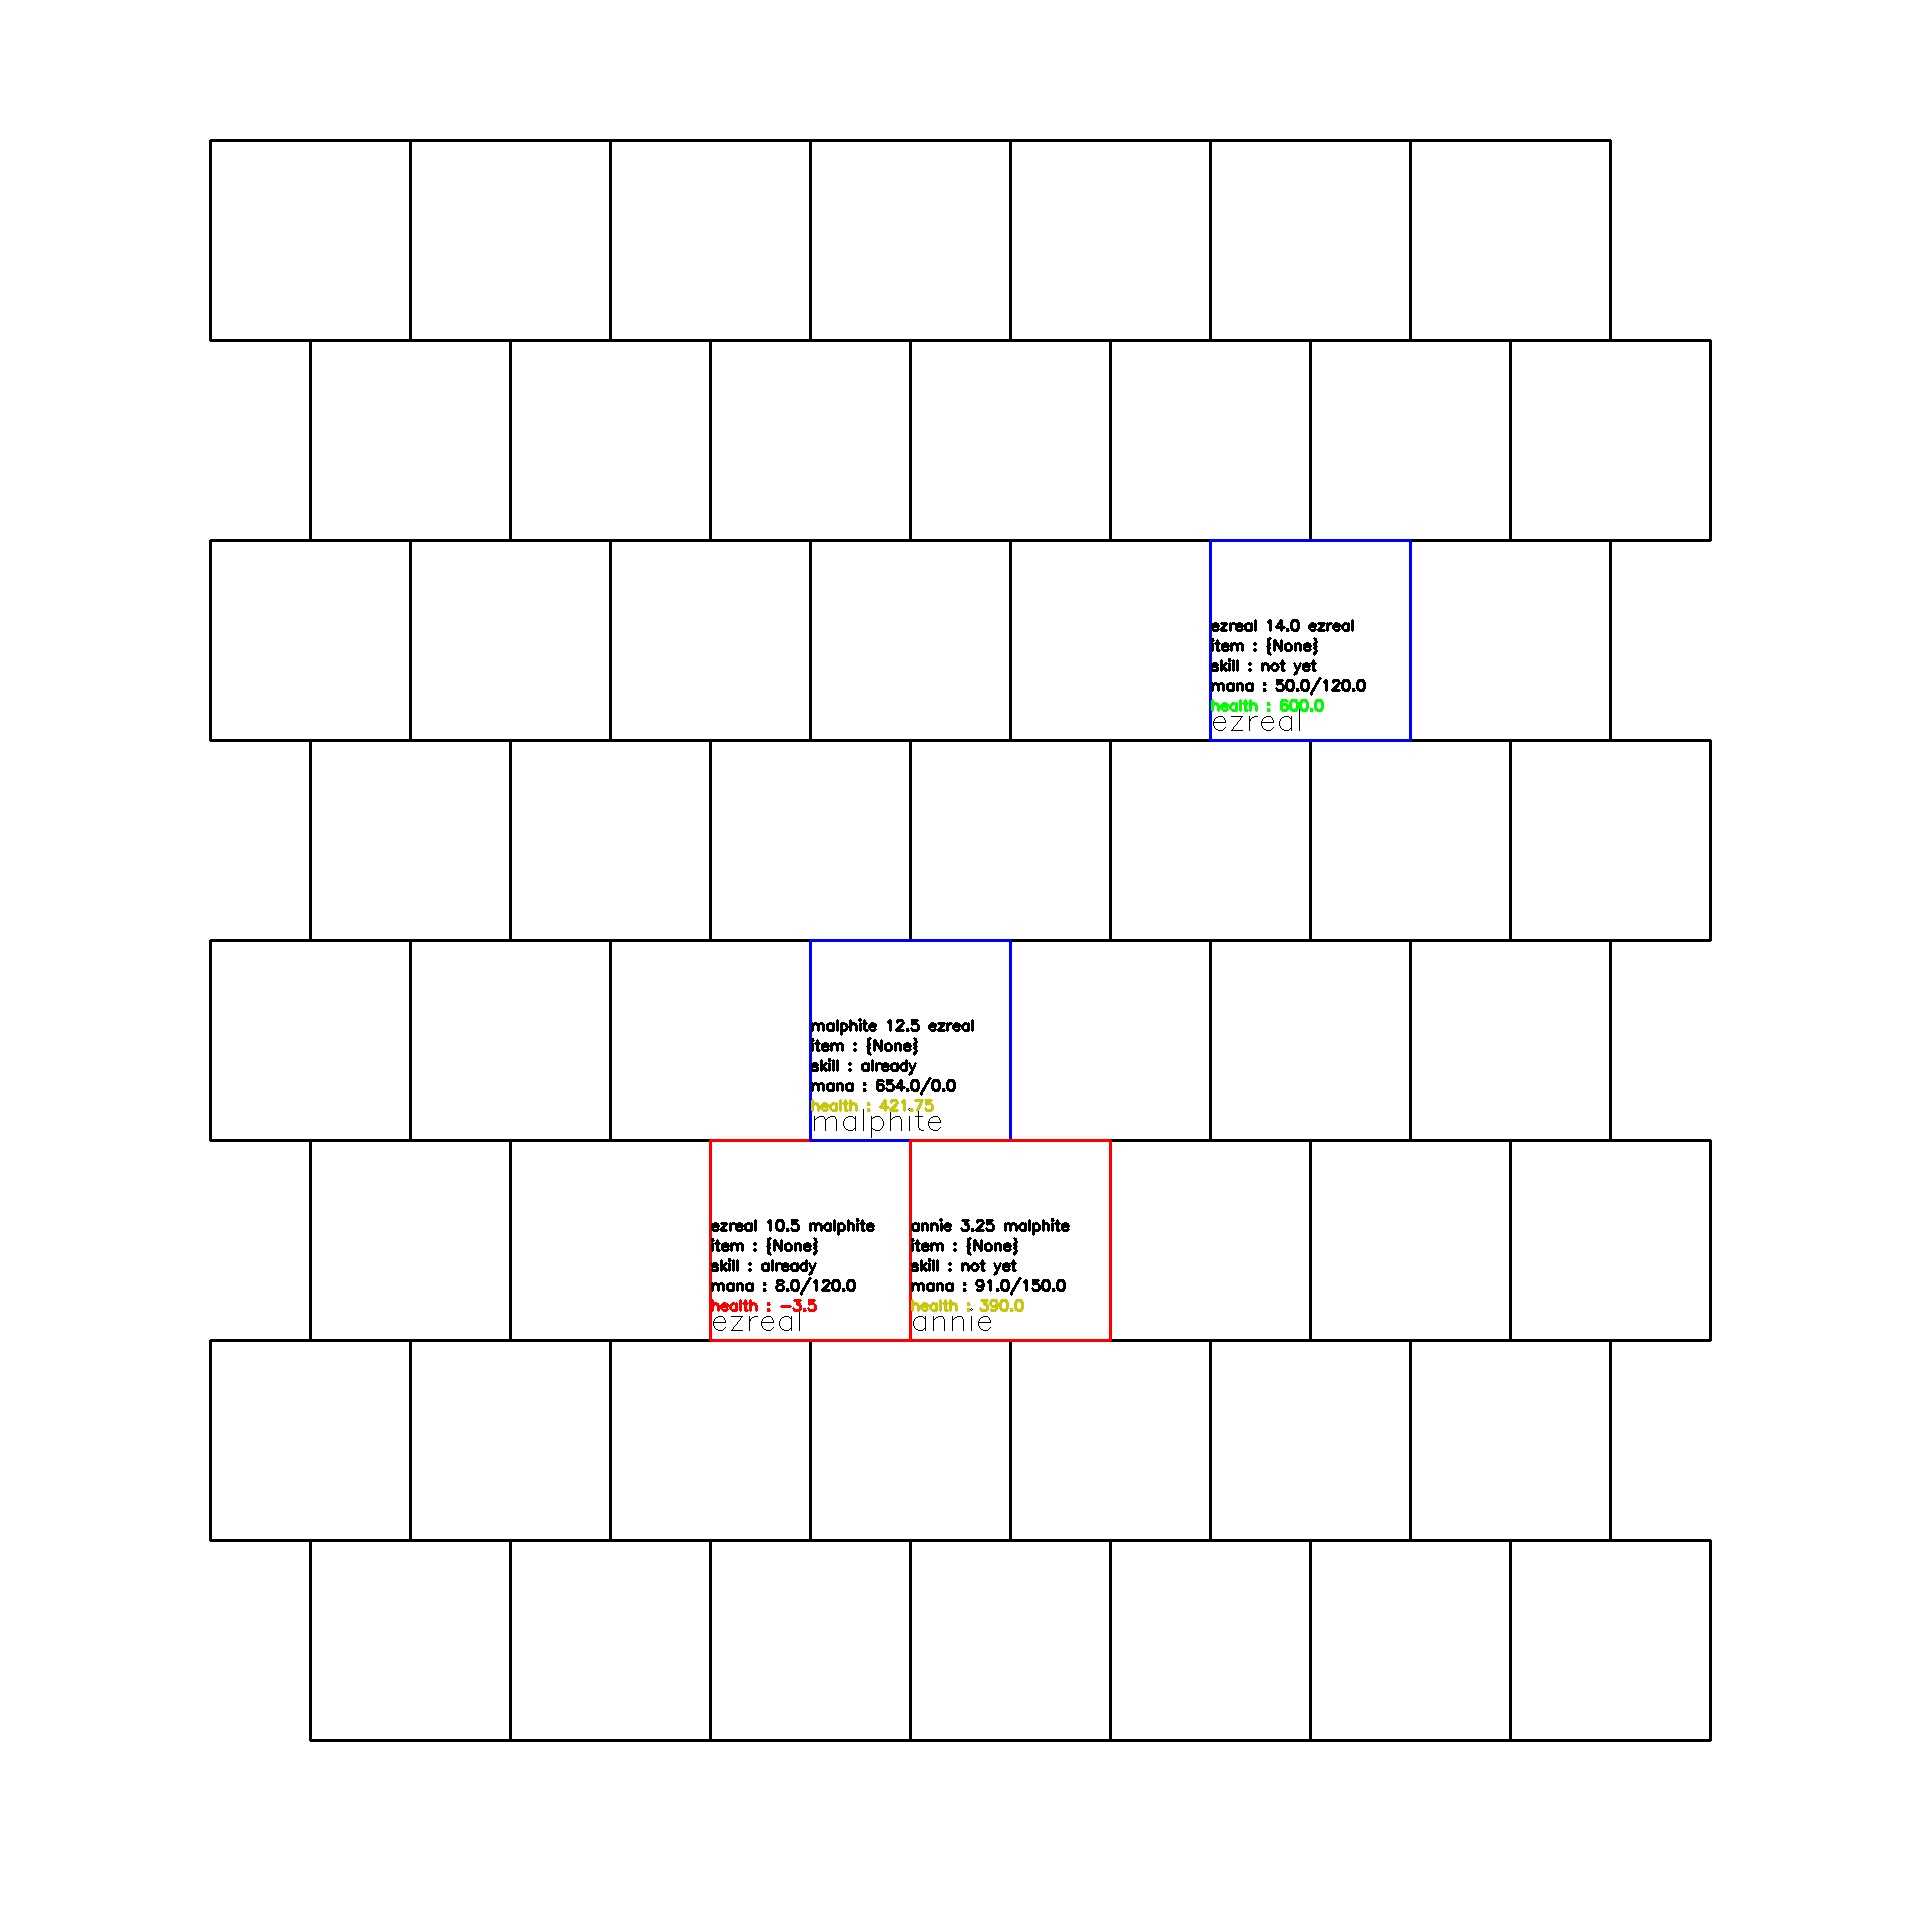 ezreal 14.0 ezreal
item : {None}
skill : not yet
mana : 50.0/120.0
health : 600.0
ezreal
malphite 12.5 ezreal
item : {None}
skill : already
mana : 654.0/0.0
health : 421.75
malphite
ezreal 10.5 malphite
item : {None}
skill : already
mana : 8.0/120.0
health : -3.5
ezreal
annie 3.25 malphite
item : {None}
skill : not yet
mana : 91.0/150.0
health : 390.0
annie